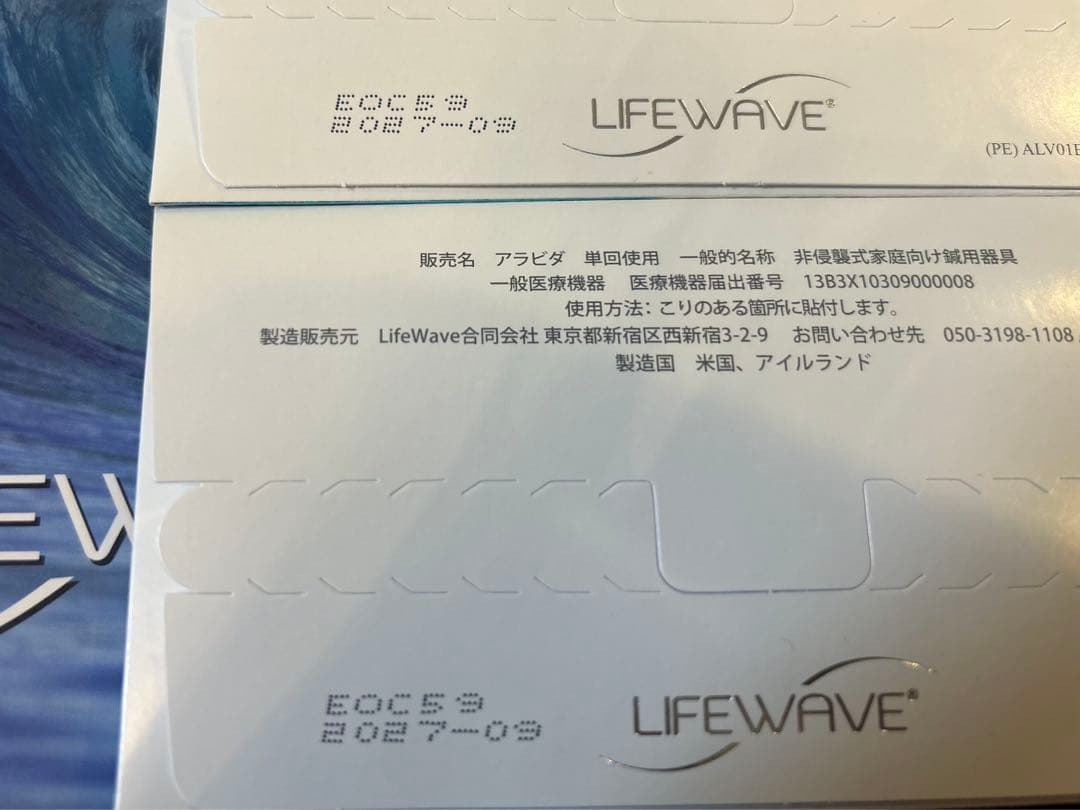 EOC59
2027-09
LIFEWAVE®
(PE) ALV01
販売名 アラビダ 単回使用 一般的名称 非侵襲式家庭向け鍼用器具
一般医療機器 医療機器届出番号 13B3X10309000008
使用方法：こりのある箇所に貼付します。
製造販売元 LifeWave合同会社 東京都新宿区西新宿3-2-9 お問い合わせ先 050-3198-1108
製造国 米国、アイルランド
EW
EOC59
2027-09
LIFEWAVE®